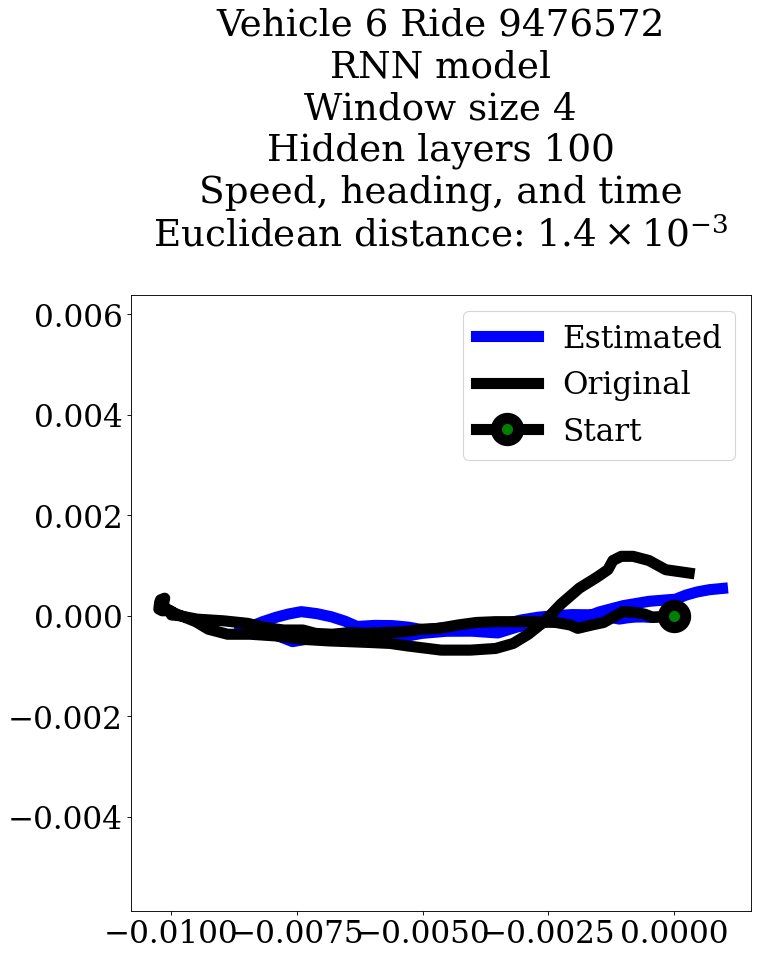 Vehicle 6 Ride 9476572
RNN model
Window size 4
Hidden layers 100
Speed, heading, and time
Euclidean distance: 1.4 × 10⁻³
0.006
0.004
0.002
0.000
−0.002
−0.004
Estimated
Original
Start
−0.0100 −0.0075 −0.0050 −0.0025 0.0000